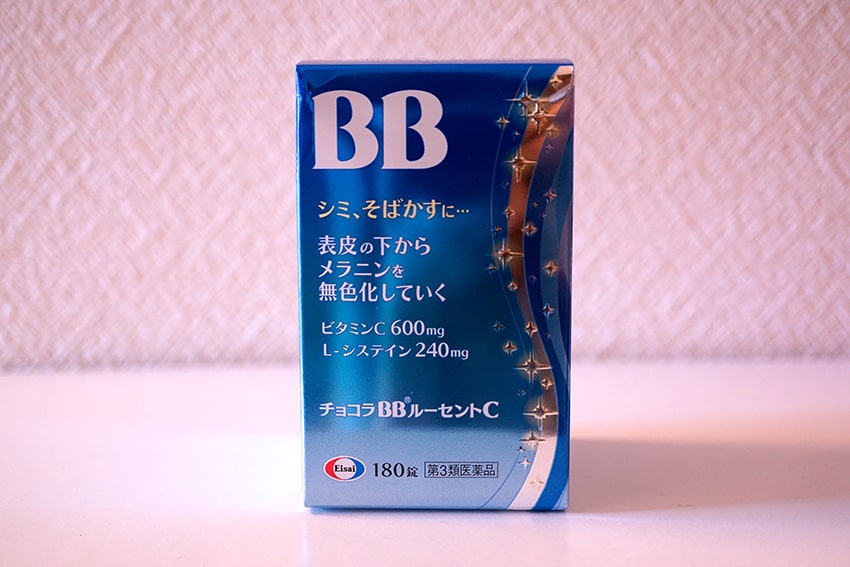 BB
シミ、そばかすに…
表皮の下から
メラニンを
無色化していく
ビタミンC 600mg
L-システイン 240mg
チョコラBB®ルーセントC
Eisai 180錠 第3類医薬品